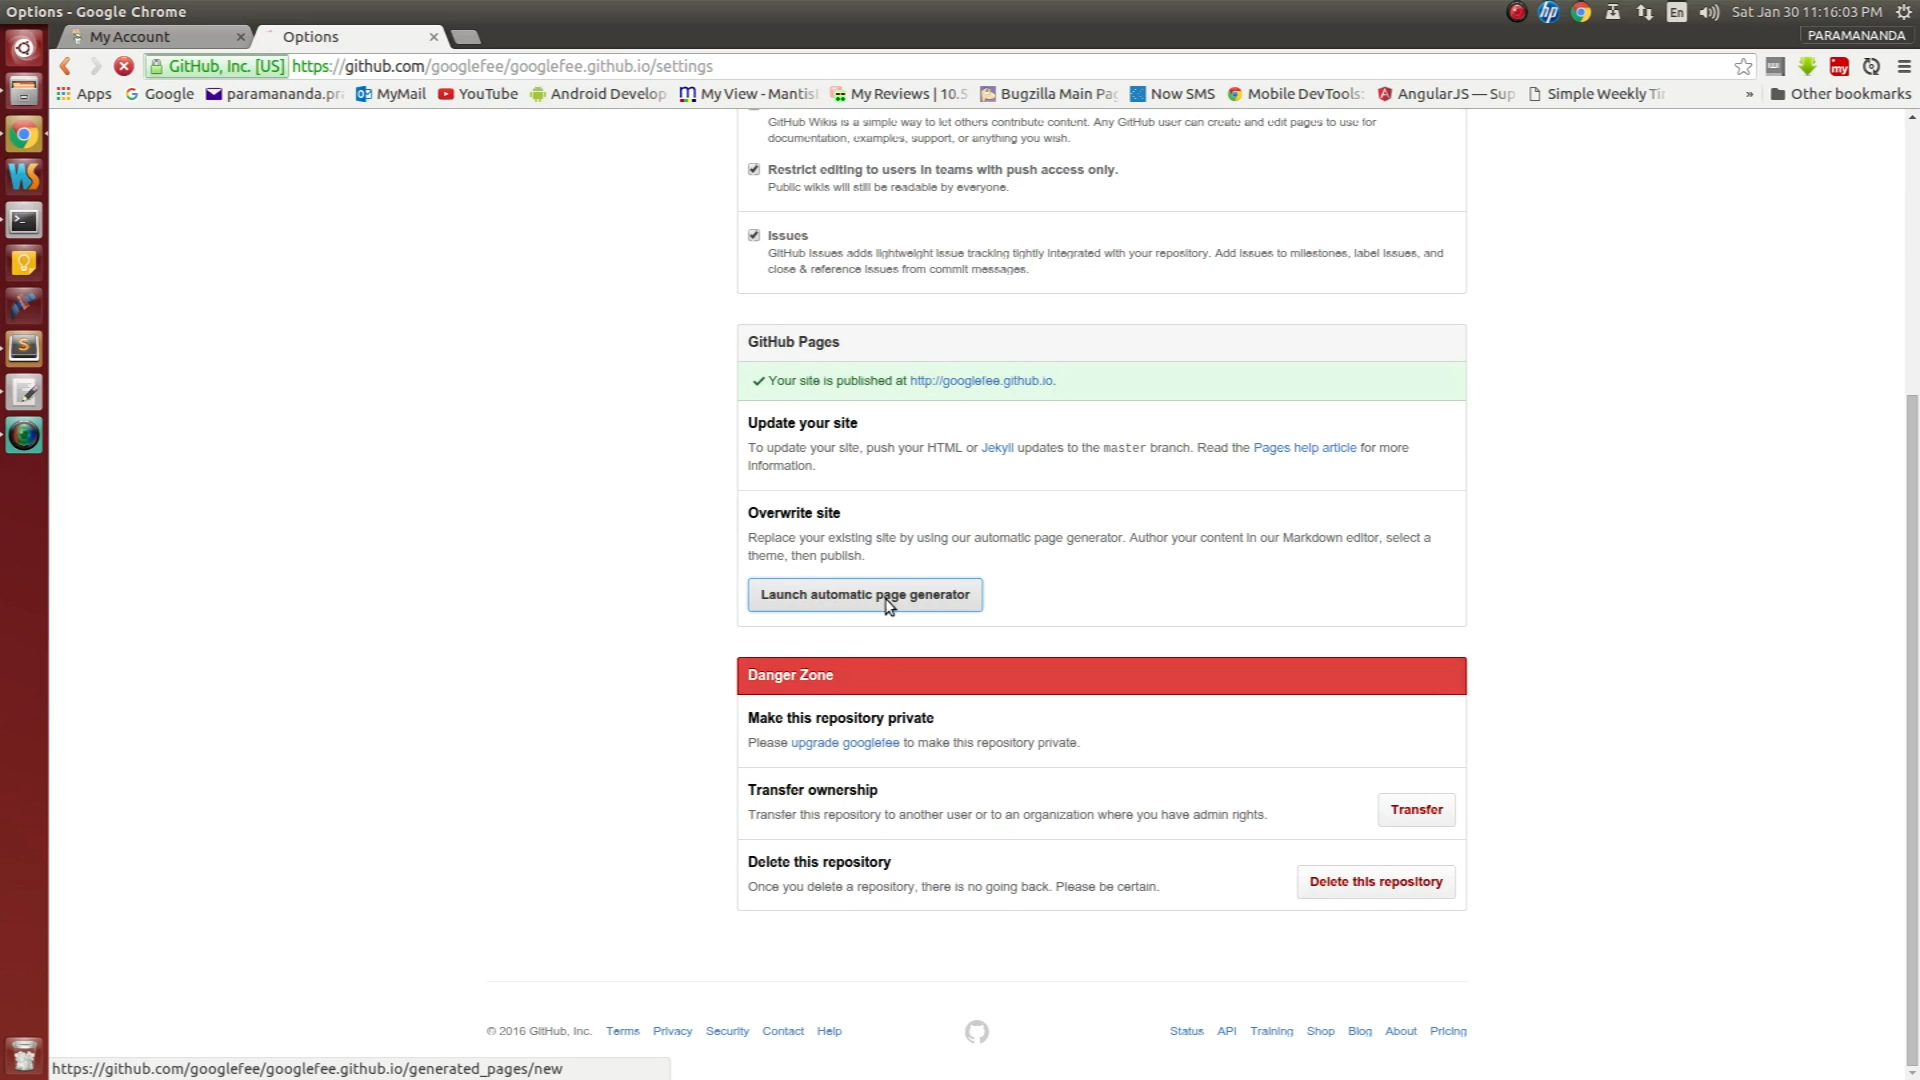 Options - Google Chrome
En
Sat Jan 30 11:16:03 PM
My Account
Options
PARAMANANDA
GitHub, Inc. [US] https://github.com/googlefee/googlefee.github.io/settings
my
Apps
Google
paramananda.pr
MyMail
YouTube
Android Develop
My View - Mantis
My Reviews | 10.5
Bugzilla Main Pag
Now SMS
Mobile DevTools:
AngularJS — Sup
Simple Weekly Tir
»
Other bookmarks
GitHub Wikis is a simple way to let others contribute content. Any GitHub user can create and edit pages to use for
documentation, examples, support, or anything you wish.
Restrict editing to users in teams with push access only.
Public wikis will still be readable by everyone.
Issues
GitHub Issues adds lightweight issue tracking tightly integrated with your repository. Add issues to milestones, label issues, and
close & reference issues from commit messages.
GitHub Pages
Your site is published at http://googlefee.github.io.
Update your site
To update your site, push your HTML or Jekyll updates to the master branch. Read the Pages help article for more
information.
Overwrite site
Replace your existing site by using our automatic page generator. Author your content in our Markdown editor, select a
theme, then publish.
Launch automatic page generator
Danger Zone
Make this repository private
Please upgrade googlefee to make this repository private.
Transfer ownership
Transfer this repository to another user or to an organization where you have admin rights.
Transfer
Delete this repository
Once you delete a repository, there is no going back. Please be certain.
Delete this repository
© 2016 GitHub, Inc. Terms Privacy Security Contact Help
Status API Training Shop Blog About Pricing
https://github.com/googlefee/googlefee.github.io/generated_pages/new